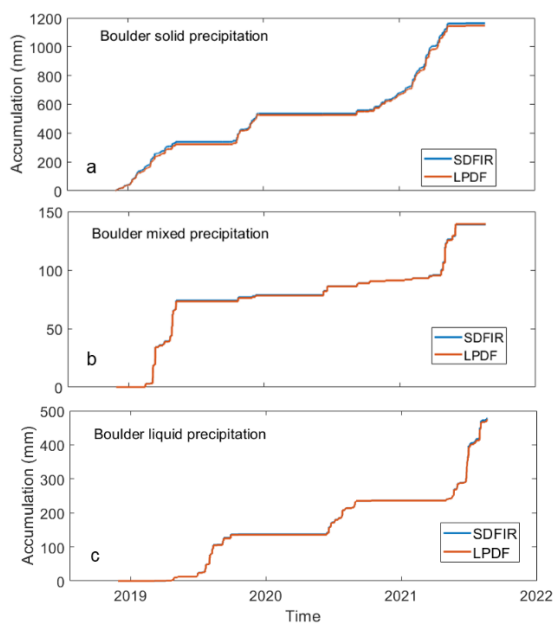 1200
1000
800
600
400
200
0
Accumulation (mm)
Boulder solid precipitation
a
SDFIR
LPDF
150
100
50
0
Boulder mixed precipitation
b
SDFIR
LPDF
500
400
300
200
100
0
Accumulation (mm)
Boulder liquid precipitation
c
SDFIR
LPDF
2019 2020 2021 2022
Time